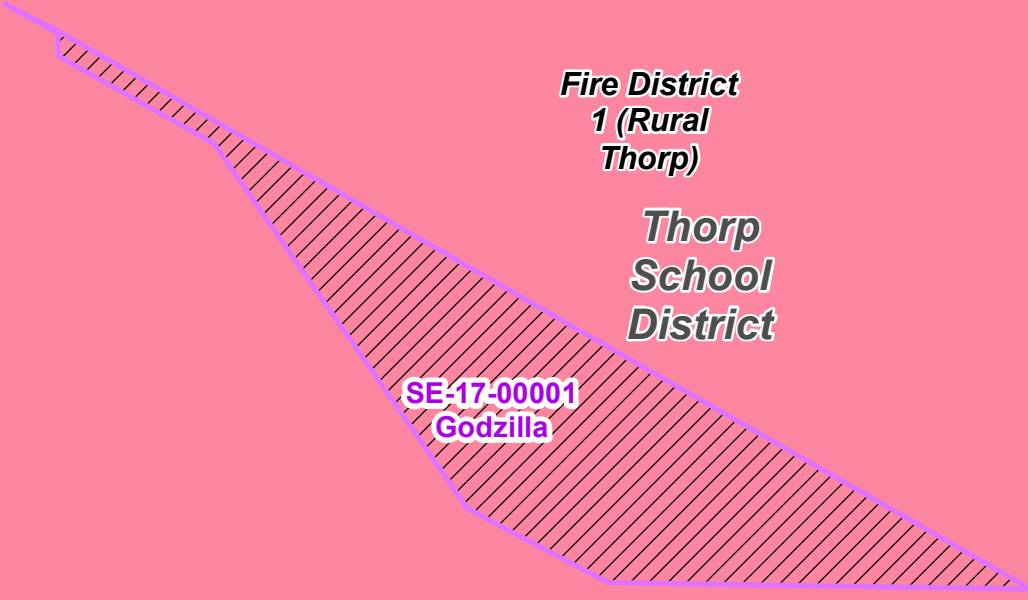 Fire District
1 (Rural
Thorp)
Thorp
School
District
SE-17-00001
Godzilla